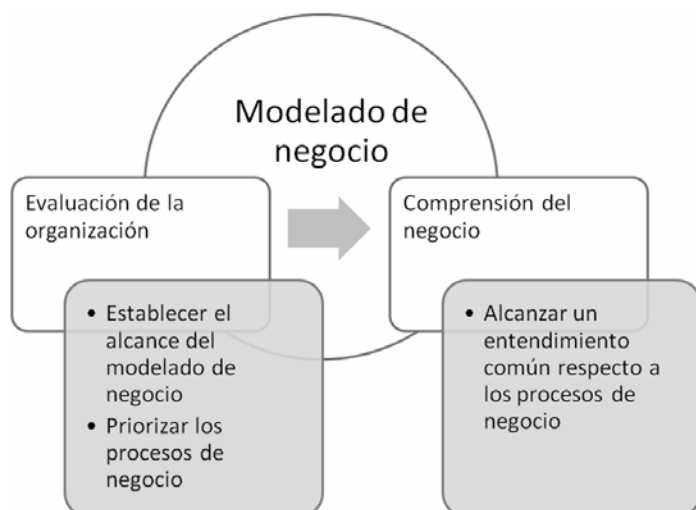 Modelado de
negocio
Evaluación de la
organización
Comprensión del
negocio
• Establecer el
alcance del
modelado de
negocio
• Priorizar los
procesos de
negocio
• Alcanzar un
entendimiento
común respecto a
los procesos de
negocio